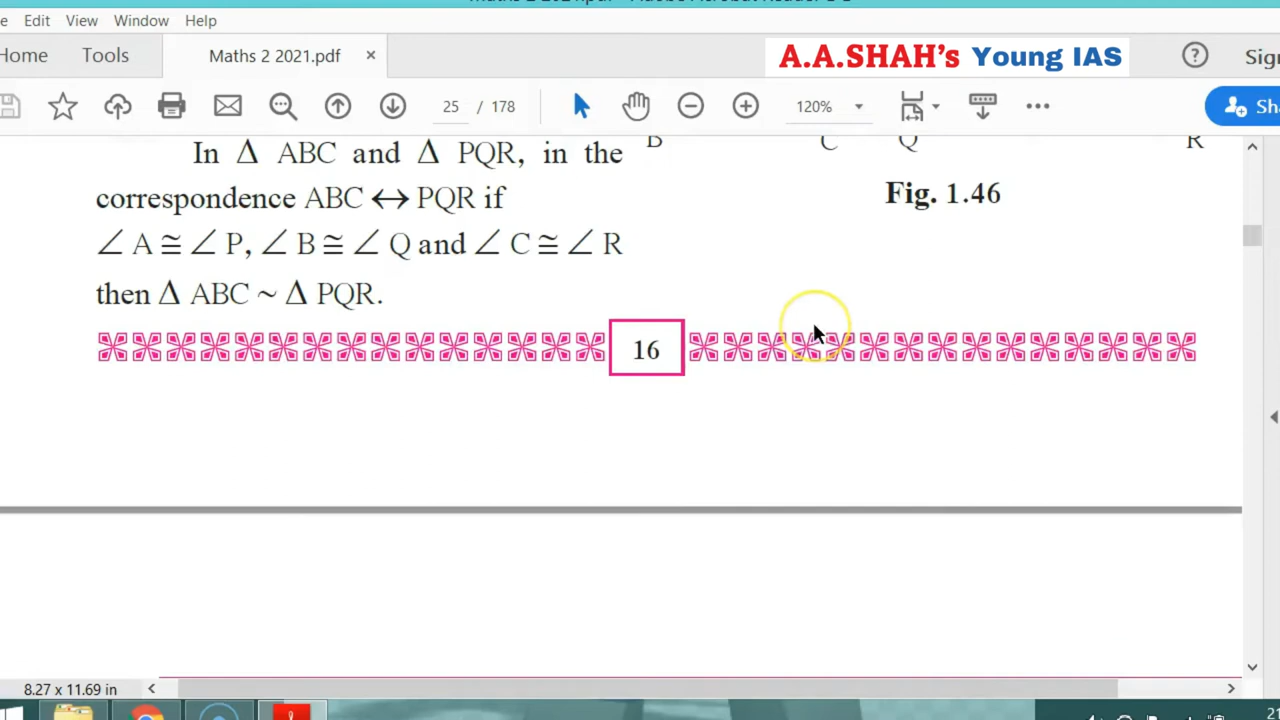 e Edit View Window Help
Home Tools Maths 2 2021.pdf × A.A.SHAH's Young IAS ? Sign
25 / 178 120% Sha
B C Q R
In Δ ABC and Δ PQR, in the
correspondence ABC ↔ PQR if
∠ A ≅ ∠ P, ∠ B ≅ ∠ Q and ∠ C ≅ ∠ R
then Δ ABC ~ Δ PQR.
Fig. 1.46
16
8.27 x 11.69 in